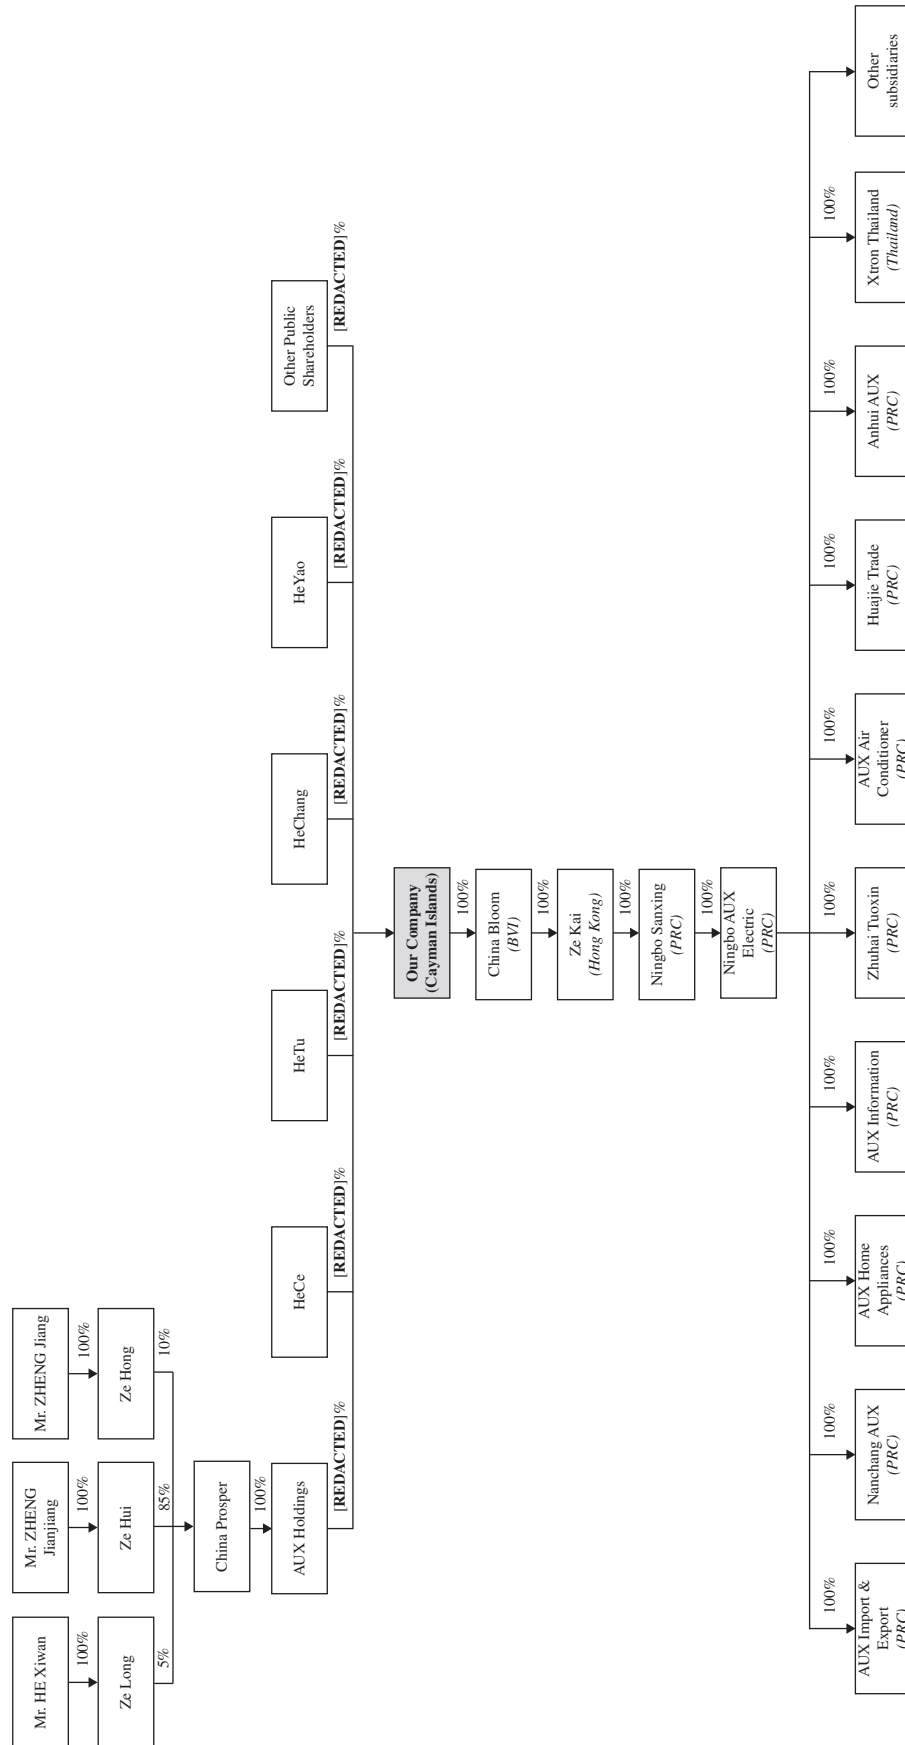 Mr. HE Xiwan
Mr. ZHENG
Jianjiang
Mr. ZHENG Jiang
100%
100%
100%
Ze Long
Ze Hui
Ze Hong
5%
85%
10%
China Prosper
100%
AUX Holdings
HeCe
HeTu
HeChang
HeYao
Other Public
Shareholders
[REDACTED]%
[REDACTED]%
[REDACTED]%
[REDACTED]%
[REDACTED]%
[REDACTED]%
Our Company
(Cayman Islands)
100%
China Bloom
(BVI)
100%
Ze Kai
(Hong Kong)
100%
Ningbo Sanxing
(PRC)
100%
Ningbo AUX
Electric
(PRC)
100%
100%
100%
100%
100%
100%
100%
100%
100%
AUX Import &
Export
(PRC)
Nanchang AUX
(PRC)
AUX Home
Appliances
(PRC)
AUX Information
(PRC)
Zhuhai Tuoxin
(PRC)
AUX Air
Conditioner
(PRC)
Huajie Trade
(PRC)
Anhui AUX
(PRC)
Xtron Thailand
(Thailand)
Other
subsidiaries